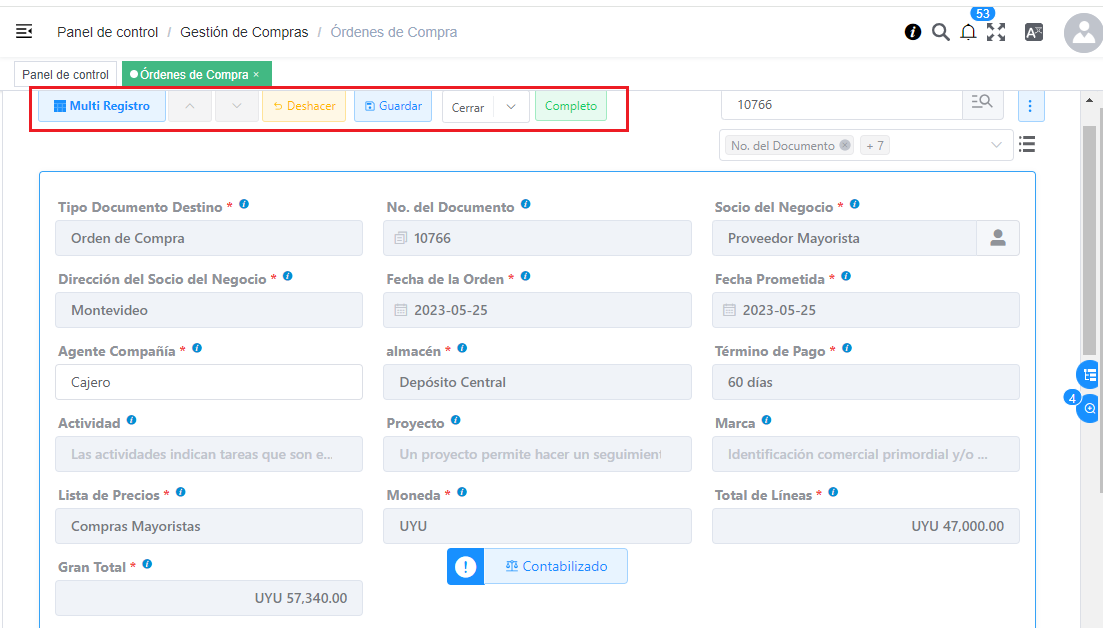 53
Panel de control / Gestión de Compras / Órdenes de Compra
Panel de control
Órdenes de Compra ×
Multi Registro
Deshacer
Guardar
Cerrar
Completo
10766
No. del Documento
+ 7
Tipo Documento Destino *
No. del Documento
Socio del Negocio *
Orden de Compra
10766
Proveedor Mayorista
Dirección del Socio del Negocio *
Fecha de la Orden *
Fecha Prometida *
Montevideo
2023-05-25
2023-05-25
Agente Compañía *
almacén *
Término de Pago *
Cajero
Depósito Central
60 días
4
Actividad
Proyecto
Marca
Las actividades indican tareas que son e...
Un proyecto permite hacer un seguimient
Identificación comercial primordial y/o ...
Lista de Precios *
Moneda *
Total de Líneas *
Compras Mayoristas
UYU
UYU 47,000.00
Gran Total *
Contabilizado
UYU 57,340.00